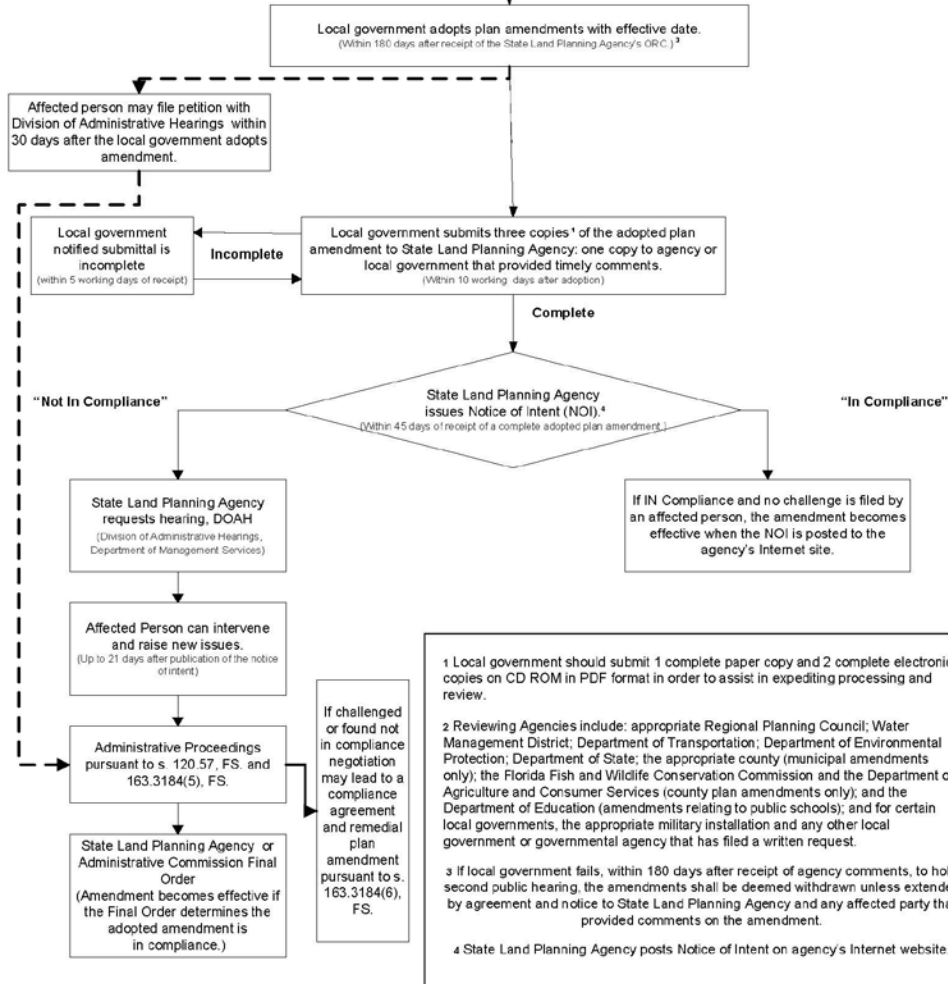 Local government adopts plan amendments with effective date.
(Within 180 days after receipt of the State Land Planning Agency's ORC.) 3
Affected person may file petition with
Division of Administrative Hearings within
30 days after the local government adopts
amendment.
Local government
notified submittal is
incomplete
(within 5 working days of receipt)
Incomplete
Local government submits three copies 1 of the adopted
plan amendment to State Land Planning Agency: one copy to agency or
local government that provided timely comments.
(Within 10 working days after adoption)
Complete
"Not In Compliance"
State Land Planning Agency
issues Notice of Intent (NOI).4
(Within 45 days of receipt of a complete adopted plan amendment.)
"In Compliance"
State Land Planning Agency
requests hearing, DOAH
(Division of Administrative Hearings,
Department of Management Services)
If IN Compliance and no challenge is filed by
an affected person, the amendment becomes
effective when the NOI is posted to the
agency's Internet site.
Affected Person can intervene
and raise new issues.
(Up to 21 days after publication of the notice
of intent)
Administrative Proceedings
pursuant to s. 120.57, FS. and
163.3184(5), FS.
If challenged
or found not
in compliance
negotiation
may lead to a
compliance
agreement
and remedial
plan
amendment
pursuant to s.
163.3184(6),
FS.
State Land Planning Agency or
Administrative Commission Final
Order
(Amendment becomes effective if
the Final Order determines the
adopted amendment is
in compliance.)
1 Local government should submit 1 complete paper copy and 2 complete electronic
copies on CD ROM in PDF format in order to assist in expediting processing and
review.
2 Reviewing Agencies include: appropriate Regional Planning Council; Water
Management District; Department of Transportation; Department of Environmental
Protection; Department of State; the appropriate county (municipal amendments
only); the Florida Fish and Wildlife Conservation Commission and the Department o
Agriculture and Consumer Services (county plan amendments only); and the
Department of Education (amendments relating to public schools); and for certain
local governments, the appropriate military installation and any other local
government or governmental agency that has filed a written request.
3 If local government fails, within 180 days after receipt of agency comments, to hol
second public hearing, the amendments shall be deemed withdrawn unless extende
by agreement and notice to State Land Planning Agency and any affected party tha
provided comments on the amendment.
4 State Land Planning Agency posts Notice of Intent on agency's Internet website.